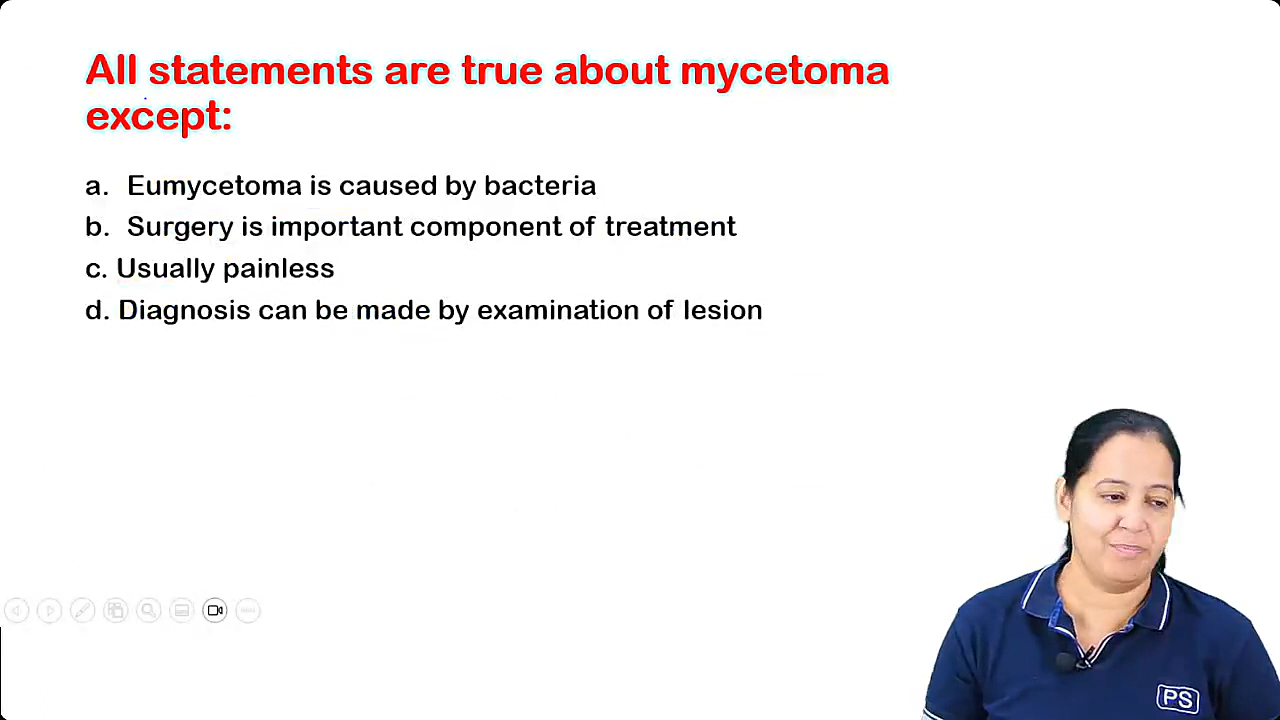 All statements are true about mycetoma
except:
a. Eumycetoma is caused by bacteria
b. Surgery is important component of treatment
c. Usually painless
d. Diagnosis can be made by examination of lesion
PS